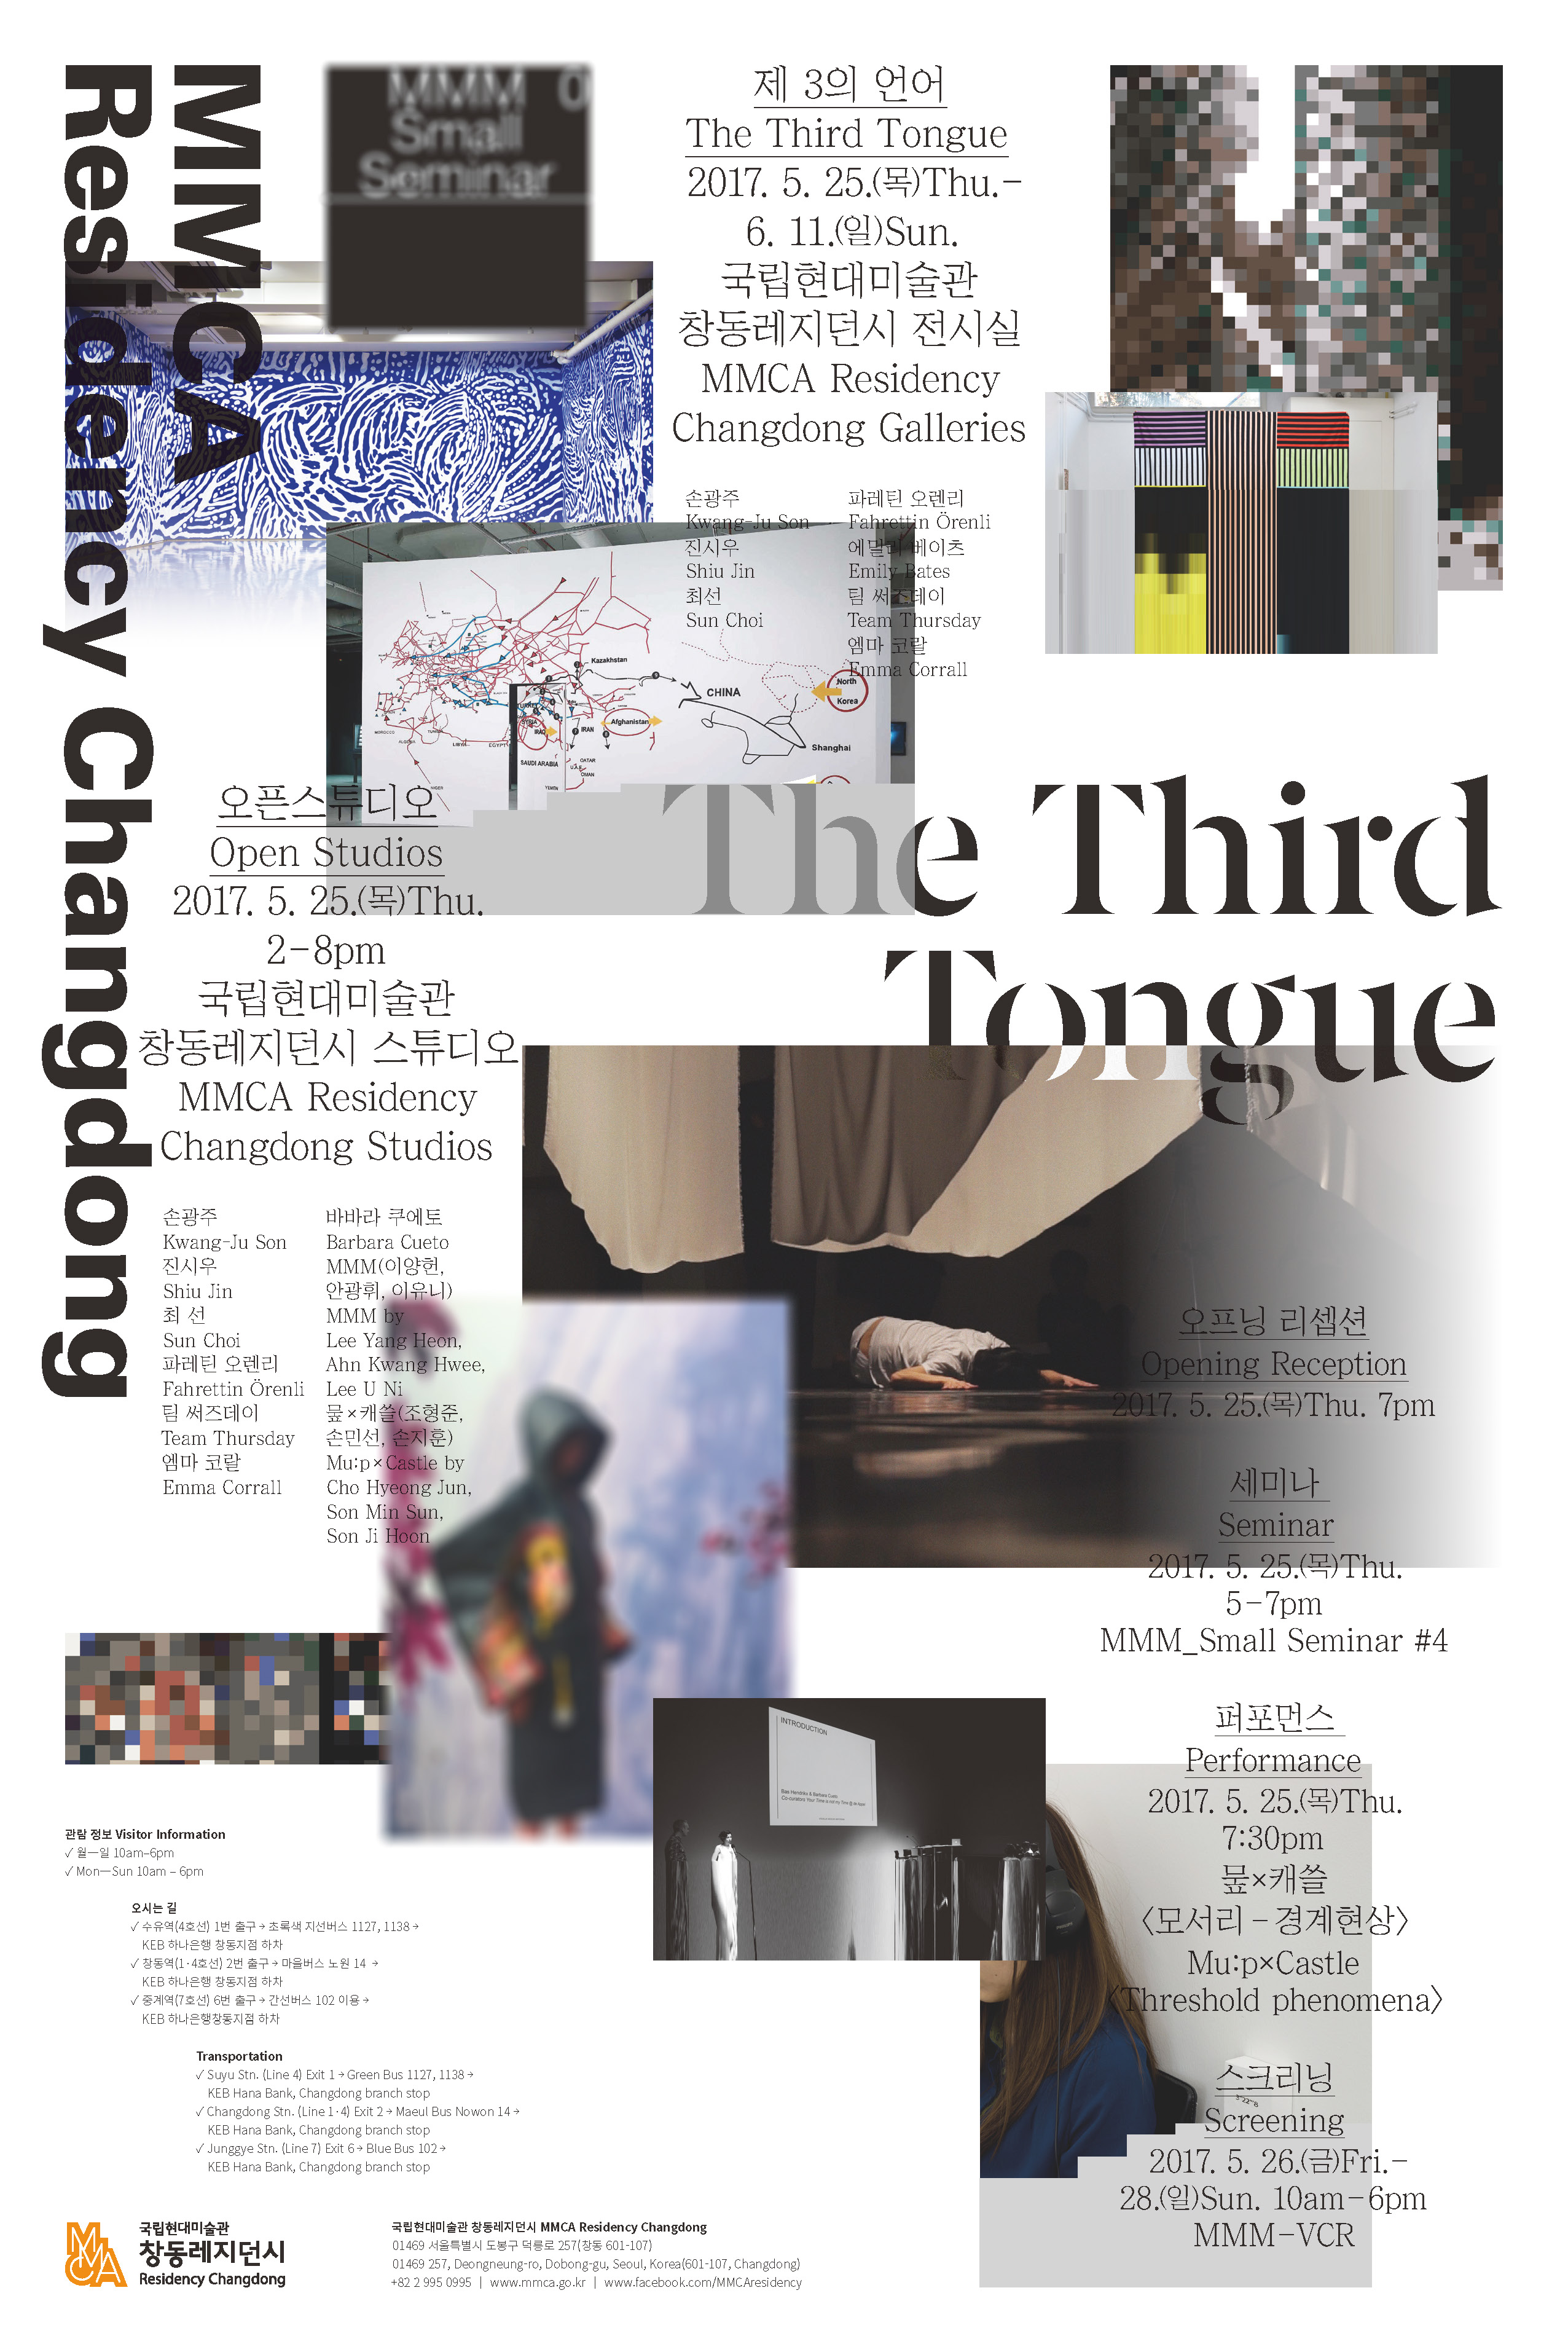 MMCA
Residency Changdong
MMM 0
Small
Seminar
제 3의 언어
The Third Tongue
2017. 5. 25.(목)Thu.–
6. 11.(일)Sun.
국립현대미술관
창동레지던시 전시실
MMCA Residency
Changdong Galleries
손광주
Kwang-Ju Son
진시우
Shiu Jin
최선
Sun Choi
파레틴 오렌리
Fahrettin Örenli
에밀리 베이츠
Emily Bates
팀 써즈데이
Team Thursday
엠마 코랄
Emma Corrall
Kazakhstan
CHINA
North
Korea
Shanghai
Afghanistan
IRAN
IRAQ
SAUDI ARABIA
QATAR
U.A.E
OMAN
YEMEN
EGYPT
MOROCCO
The Third
Tongue
오픈스튜디오
Open Studios
2017. 5. 25.(목)Thu.
2–8pm
국립현대미술관
창동레지던시 스튜디오
MMCA Residency
Changdong Studios
손광주
Kwang-Ju Son
진시우
Shiu Jin
최 선
Sun Choi
파레틴 오렌리
Fahrettin Örenli
팀 써즈데이
Team Thursday
엠마 코랄
Emma Corrall
바바라 쿠에토
Barbara Cueto
MMM(이양헌,
안광휘, 이유니)
MMM by
Lee Yang Heon,
Ahn Kwang Hwee,
Lee U Ni
뭎×캐쓸(조형준,
손민선, 손지훈)
Mu:p×Castle by
Cho Hyeong Jun,
Son Min Sun,
Son Ji Hoon
오프닝 리셉션
Opening Reception
2017. 5. 25.(목)Thu. 7pm
세미나
Seminar
2017. 5. 25.(목)Thu.
5–7pm
MMM_Small Seminar #4
퍼포먼스
Performance
2017. 5. 25.(목)Thu.
7:30pm
뭎×캐쓸
〈모서리 – 경계현상〉
Mu:p×Castle
〈Threshold phenomena〉
스크리닝
Screening
2017. 5. 26.(금)Fri.–
28.(일)Sun. 10am–6pm
MMM-VCR
INTRODUCTION
관람 정보 Visitor Information
✓ 월—일 10am–6pm
✓ Mon—Sun 10am – 6pm
오시는 길
✓ 수유역(4호선) 1번 출구 → 초록색 지선버스 1127, 1138 →
KEB 하나은행 창동지점 하차
✓ 창동역(1·4호선) 2번 출구 → 마을버스 노원 14 →
KEB 하나은행 창동지점 하차
✓ 중계역(7호선) 6번 출구 → 간선버스 102 이용 →
KEB 하나은행창동지점 하차
Transportation
✓ Suyu Stn. (Line 4) Exit 1 → Green Bus 1127, 1138 →
KEB Hana Bank, Changdong branch stop
✓ Changdong Stn. (Line 1·4) Exit 2 → Maeul Bus Nowon 14 →
KEB Hana Bank, Changdong branch stop
✓ Junggye Stn. (Line 7) Exit 6 → Blue Bus 102 →
KEB Hana Bank, Changdong branch stop
MMCA
국립현대미술관
창동레지던시
Residency Changdong
국립현대미술관 창동레지던시 MMCA Residency Changdong
01469 서울특별시 도봉구 덕릉로 257(창동 601-107)
01469 257, Deongneung-ro, Dobong-gu, Seoul, Korea(601-107, Changdong)
+82 2 995 0995 | www.mmca.go.kr | www.facebook.com/MMCAresidency